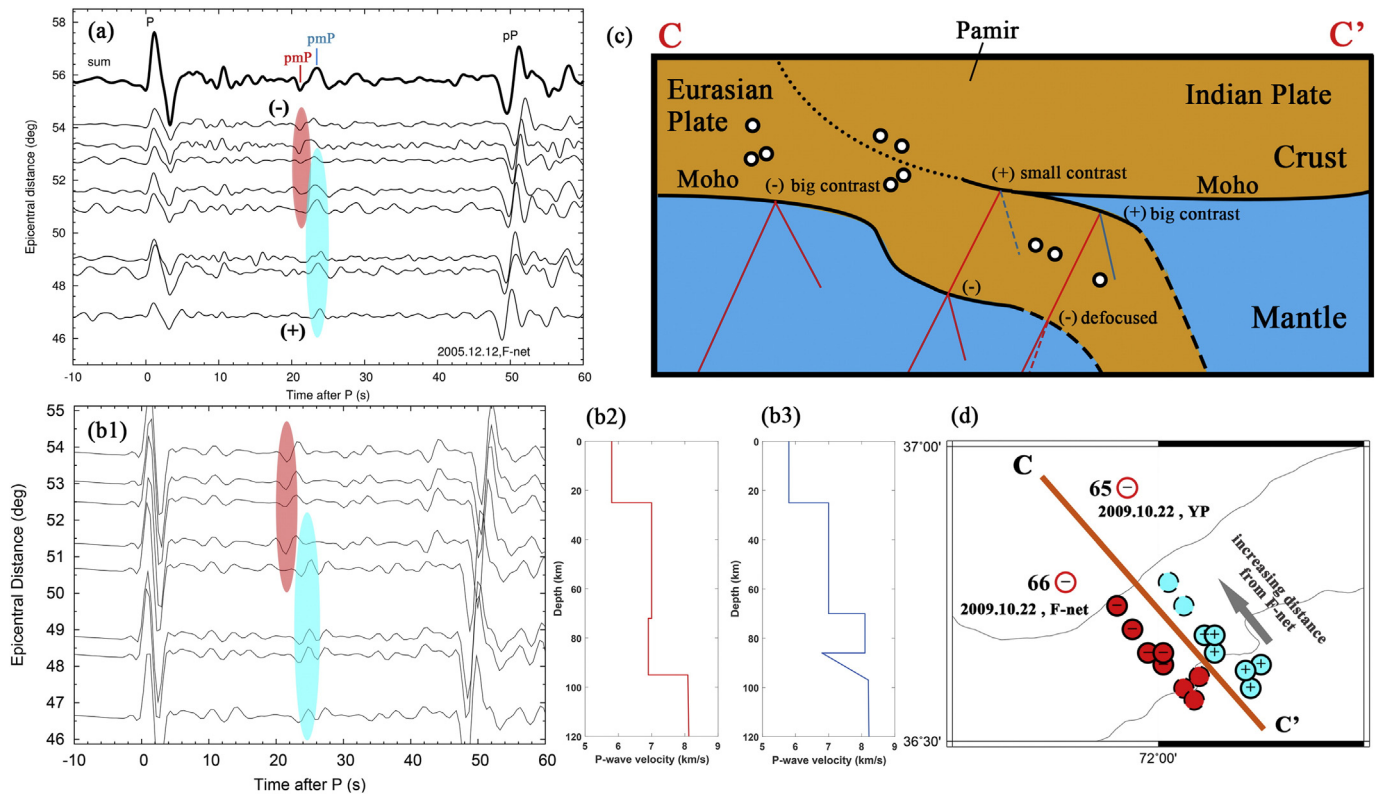 (a)
58
56
54
52
50
48
46
Epicentral distance (deg)
P
sum
pmP
pmP
pP
(-)
(+)
2005.12.12,F-net
-10
0
10
20
30
40
50
60
Time after P (s)
(b1)
55
54
53
52
51
50
49
48
47
46
Epicentral Distance (deg)
-10
0
10
20
30
40
50
60
Time after P (s)
(b2)
0
20
40
60
80
100
120
Depth (km)
5
6
7
8
9
P-wave velocity (km/s)
(b3)
0
20
40
60
80
100
120
Depth (km)
5
6
7
8
9
P-wave velocity (km/s)
(c)
C
Pamir
C’
Eurasian
Plate
Indian Plate
Crust
Moho
(-) big contrast
(+) small contrast
Moho
(+) big contrast
(-)
(-) defocused
Mantle
(d)
37°00'
36°30'
72°00'
C
65
−
2009.10.22 , YP
66
−
2009.10.22 , F-net
increasing distance
from F-net
C’